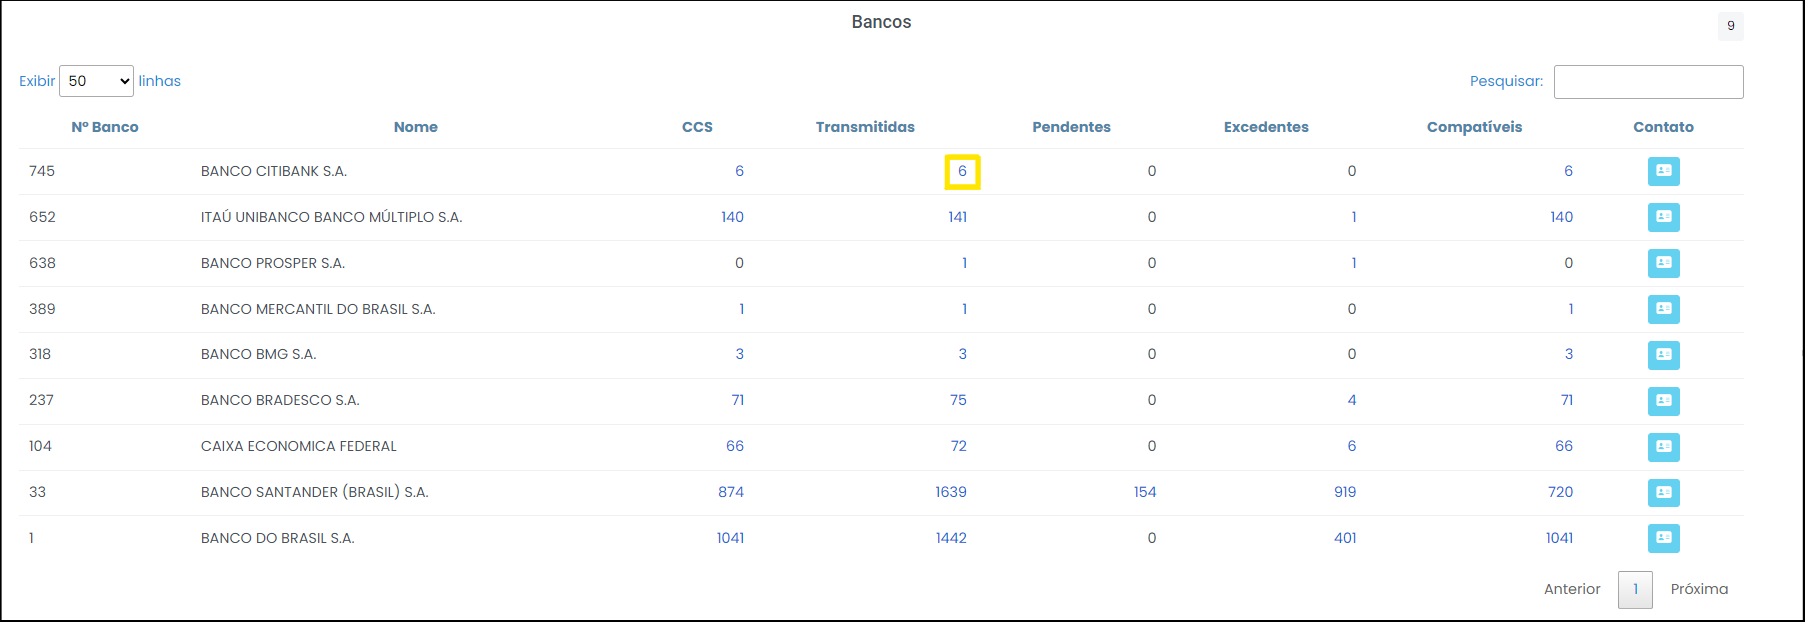 Bancos
9
Exibir 50 linhas Pesquisar:
Nº Banco Nome CCS Transmitidas Pendentes Excedentes Compatíveis Contato
745 BANCO CITIBANK S.A. 6 6 0 0 6
652 ITAÚ UNIBANCO BANCO MÚLTIPLO S.A. 140 141 0 1 140
638 BANCO PROSPER S.A. 0 1 0 1 0
389 BANCO MERCANTIL DO BRASIL S.A. 1 1 0 0 1
318 BANCO BMG S.A. 3 3 0 0 3
237 BANCO BRADESCO S.A. 71 75 0 4 71
104 CAIXA ECONOMICA FEDERAL 66 72 0 6 66
33 BANCO SANTANDER (BRASIL) S.A. 874 1639 154 919 720
1 BANCO DO BRASIL S.A. 1041 1442 0 401 1041
Anterior 1 Próxima